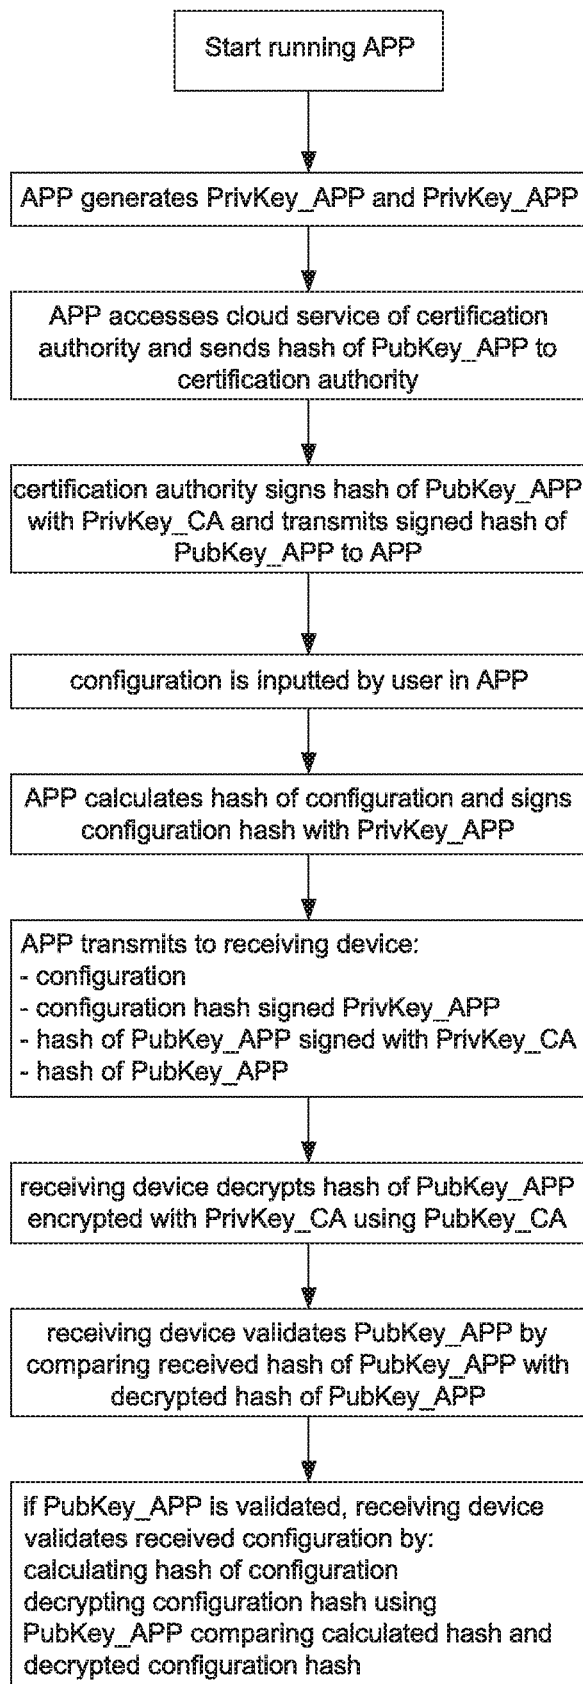 Start running APP
APP generates PrivKey_APP and PrivKey_APP
APP accesses cloud service of certification
authority and sends hash of PubKey_APP to
certification authority
certification authority signs hash of PubKey_APP
with PrivKey_CA and transmits signed hash of
PubKey_APP to APP
configuration is inputted by user in APP
APP calculates hash of configuration and signs
configuration hash with PrivKey_APP
APP transmits to receiving device:
- configuration
- configuration hash signed PrivKey_APP
- hash of PubKey_APP signed with PrivKey_CA
- hash of PubKey_APP
receiving device decrypts hash of PubKey_APP
encrypted with PrivKey_CA using PubKey_CA
receiving device validates PubKey_APP by
comparing received hash of PubKey_APP with
decrypted hash of PubKey_APP
if PubKey_APP is validated, receiving device
validates received configuration by:
calculating hash of configuration
decrypting configuration hash using
PubKey_APP comparing calculated hash and
decrypted configuration hash